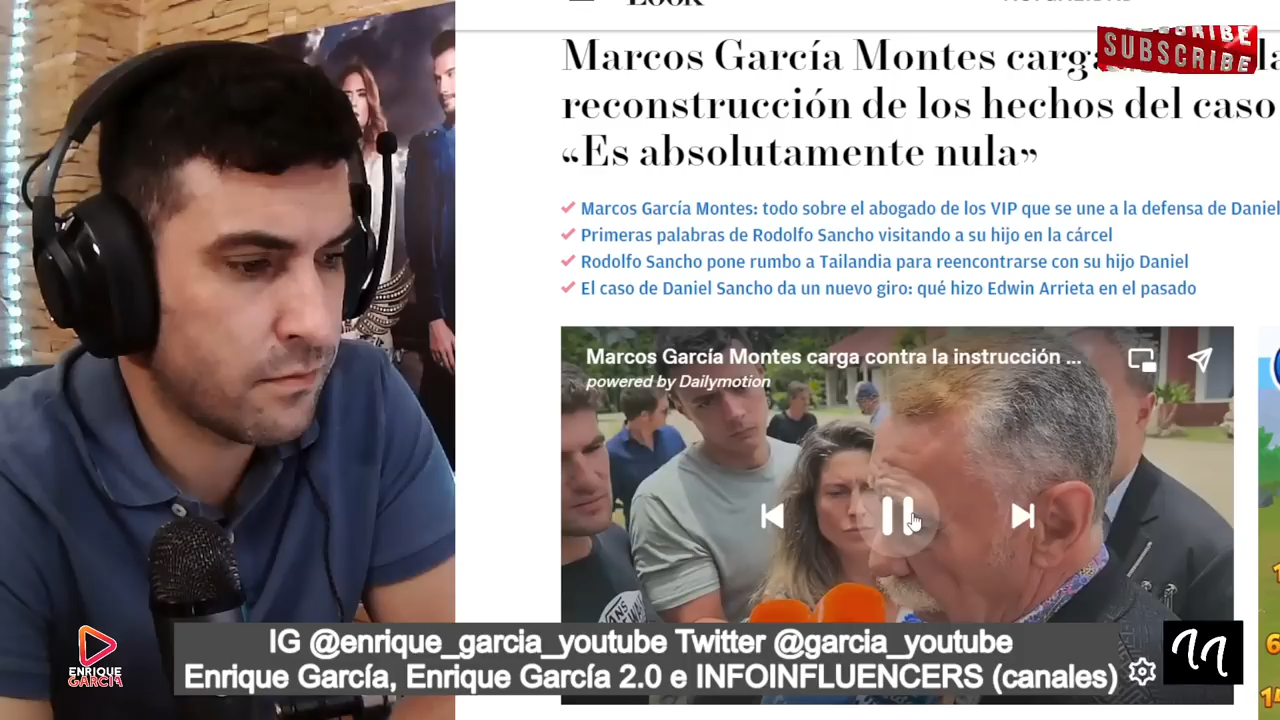 Look
SUBSCRIBE
SUBSCRIBE
Marcos García Montes carga
reconstrucción de los hechos del caso
“Es absolutamente nula”
Marcos García Montes: todo sobre el abogado de los VIP que se une a la defensa de Daniel
Primeras palabras de Rodolfo Sancho visitando a su hijo en la cárcel
Rodolfo Sancho pone rumbo a Tailandia para reencontrarse con su hijo Daniel
El caso de Daniel Sancho da un nuevo giro: qué hizo Edwin Arrieta en el pasado
Marcos García Montes carga contra la instrucción ...
powered by Dailymotion
VANS
IG @enrique_garcia_youtube Twitter @garcia_youtube
Enrique García, Enrique García 2.0 e INFOINFLUENCERS (canales)
ENRIQUE
GARCÍA